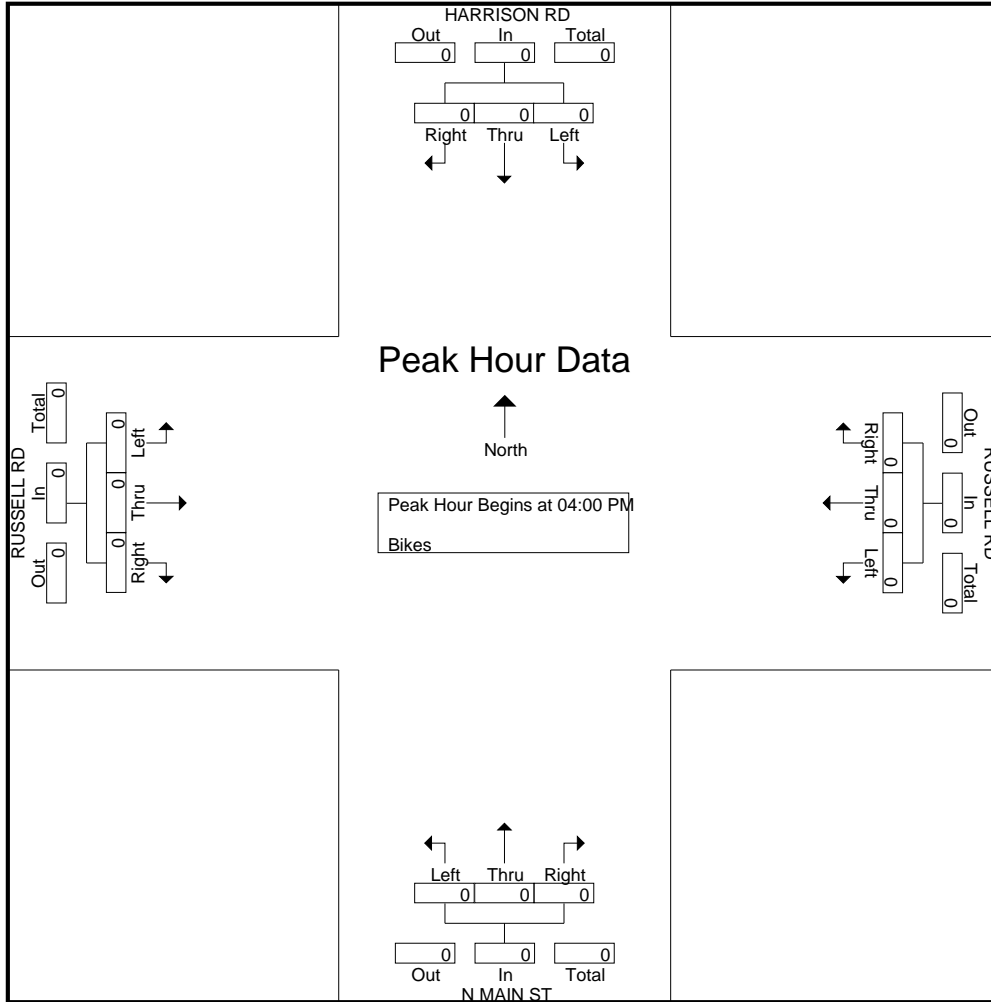 HARRISON RD
Out In Total
0 0 0
0 0 0
Right Thru Left
Peak Hour Data
North
Peak Hour Begins at 04:00 PM
Bikes
RUSSELL RD
Out In Total
0 0 0
Right Thru Left
0 0 0
RUSSELL RD
Total In Out
0 0 0
0 0 0
Left Thru Right
Left Thru Right
0 0 0
0 0 0
Out In Total
N MAIN ST